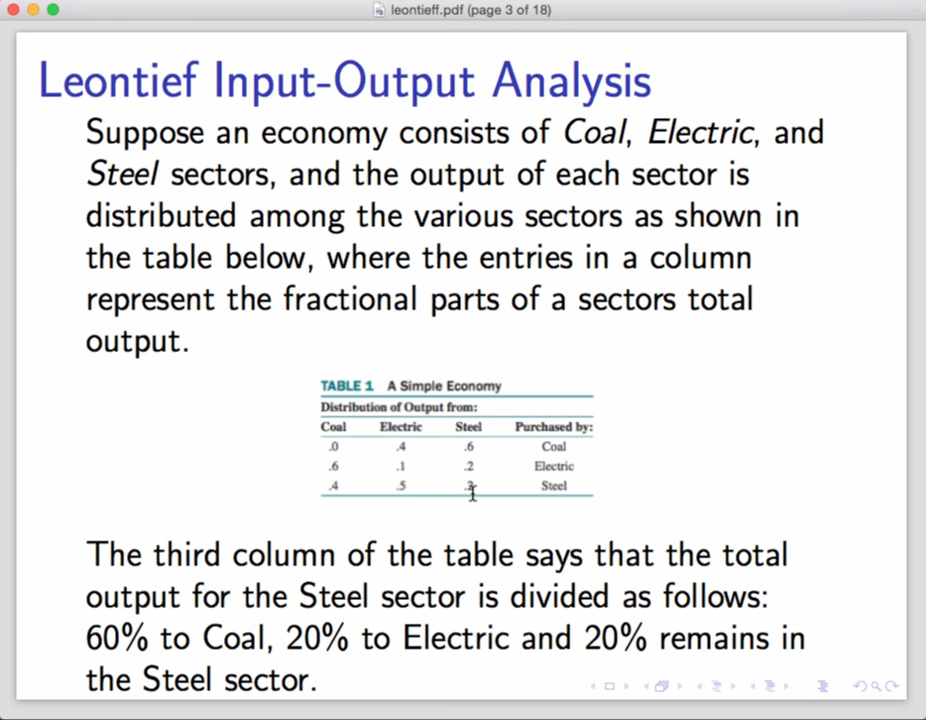 leontieff.pdf (page 3 of 18)
Leontief Input-Output Analysis
Suppose an economy consists of Coal, Electric, and
Steel sectors, and the output of each sector is
distributed among the various sectors as shown in
the table below, where the entries in a column
represent the fractional parts of a sectors total
output.
TABLE 1 A Simple Economy
Distribution of Output from:
Coal Electric Steel Purchased by:
.0 .4 .6 Coal
.6 .1 .2 Electric
.4 .5 .2 Steel
The third column of the table says that the total
output for the Steel sector is divided as follows:
60% to Coal, 20% to Electric and 20% remains in
the Steel sector.